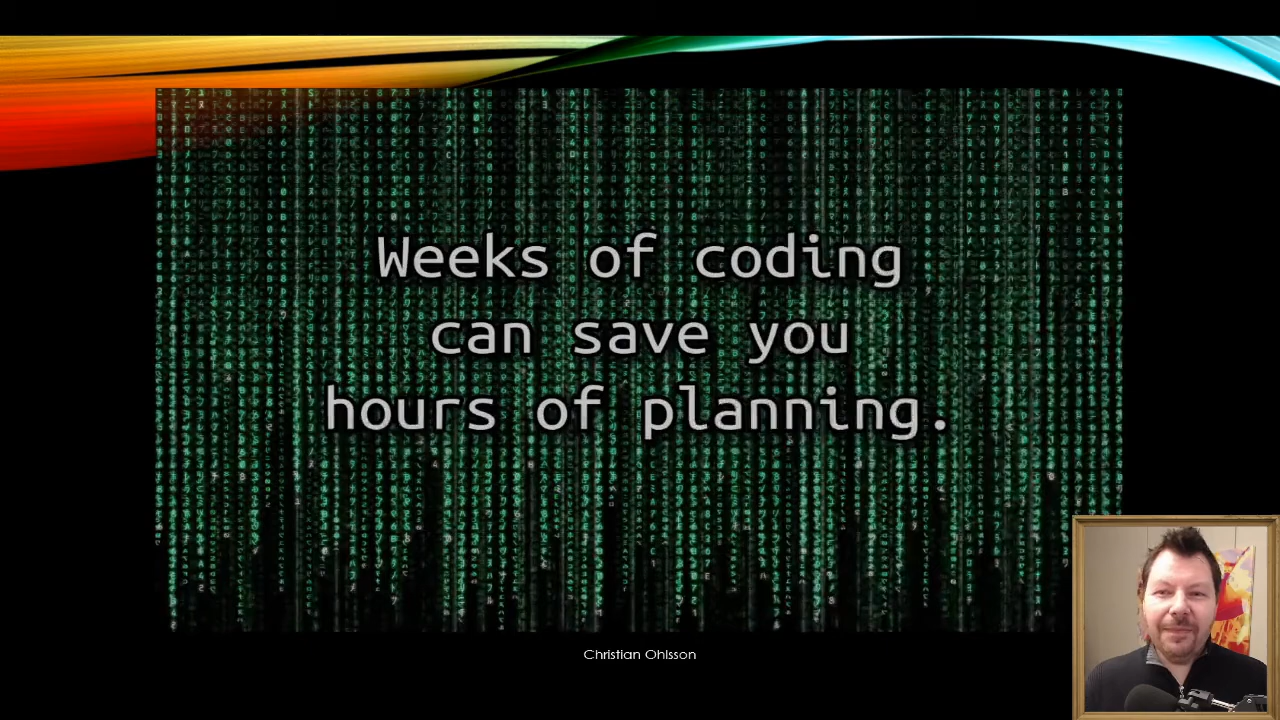 Weeks of coding
can save you
hours of planning.
Christian Ohlsson